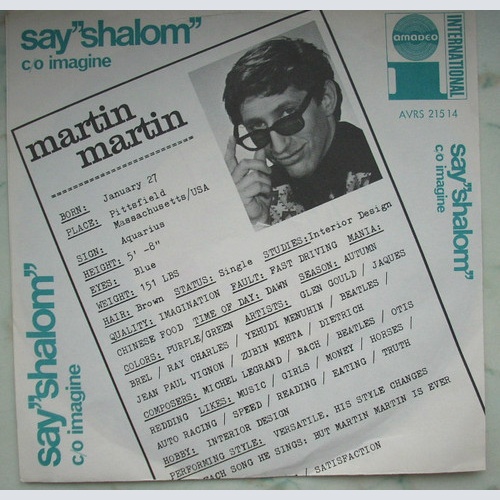 say"shalom"
c/o imagine
amadeo
INTERNATIONAL
AVRS 21514
martin
martin
BORN: January 27
PLACE: Pittsfield
Massachusetts/USA
SIGN: Aquarius
HEIGHT: 5' -8"
EYES: Blue
WEIGHT: 151 LBS
HAIR: Brown STATUS: Single STUDIES:Interior Design
QUALITY: IMAGINATION FAULT: FAST DRIVING MANIA:
CHINESE FOOD TIME OF DAY: DAWN SEASON: AUTUMN
COLORS: PURPLE/GREEN ARTISTS: GLEN GOULD / JAQUES
BREL / RAY CHARLES / YEHUDI MENUHIN / BEATLES /
JEAN PAUL VIGNON / ZUBIN MEHTA / DIETRICH
COMPOSERS: MICHEL LEGRAND / BACH / BEATLES / OTIS
REDDING LIKES: MUSIC / GIRLS / MONEY / HORSES /
AUTO RACING / SPEED / READING / EATING / TRUTH
HOBBY: INTERIOR DESIGN
PERFORMING STYLE: VERSATILE. HIS STYLE CHANGES
EACH SONG HE SINGS: BUT MARTIN MARTIN IS EVER
/ SATISFACTION
say"shalom"
c/o imagine
say"shalom"
c/o imagine